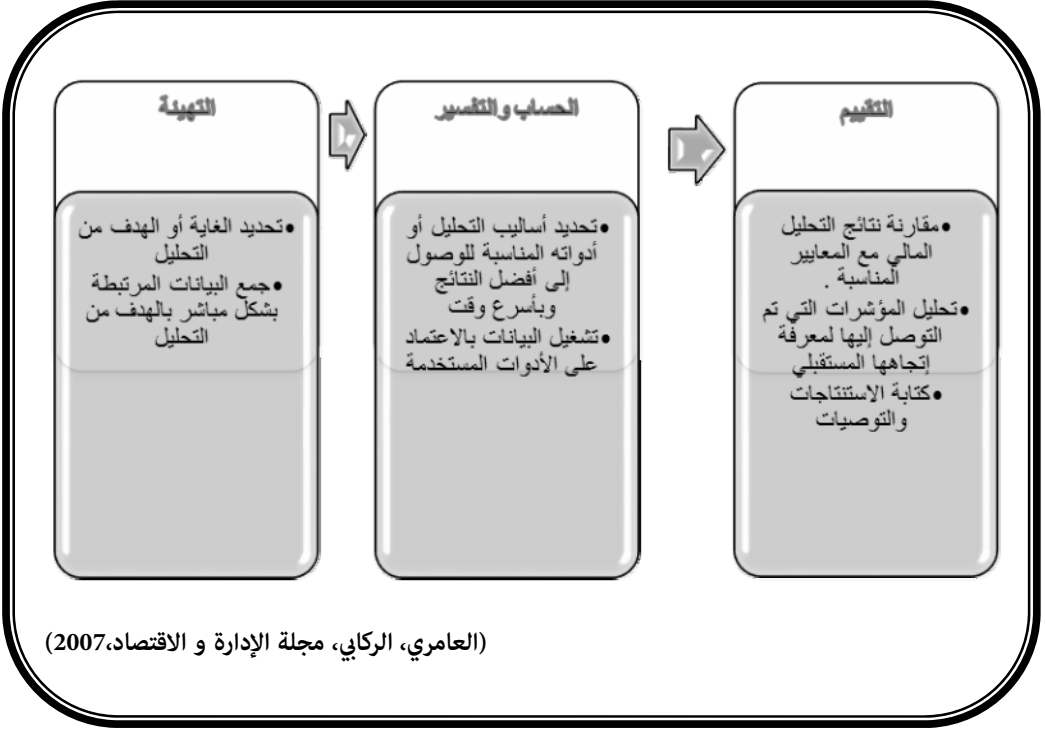 التهيئة
•تحديد الغاية أو الهدف من
التحليل
•جمع البيانات المرتبطة
بشكل مباشر بالهدف من
التحليل
الحساب والتفسير
•تحديد أساليب التحليل أو
أدواته المناسبة للوصول
إلى أفضل النتائج
وبأسرع وقت
•تشغيل البيانات بالاعتماد
على الأدوات المستخدمة
التقييم
•مقارنة نتائج التحليل
المالي مع المعايير
المناسبة .
•تحليل المؤشرات التي تم
التوصل إليها لمعرفة
إتجاهها المستقبلي
•كتابة الاستنتاجات
والتوصيات
(العامري، الركابي، مجلة الإدارة و الاقتصاد،2007)